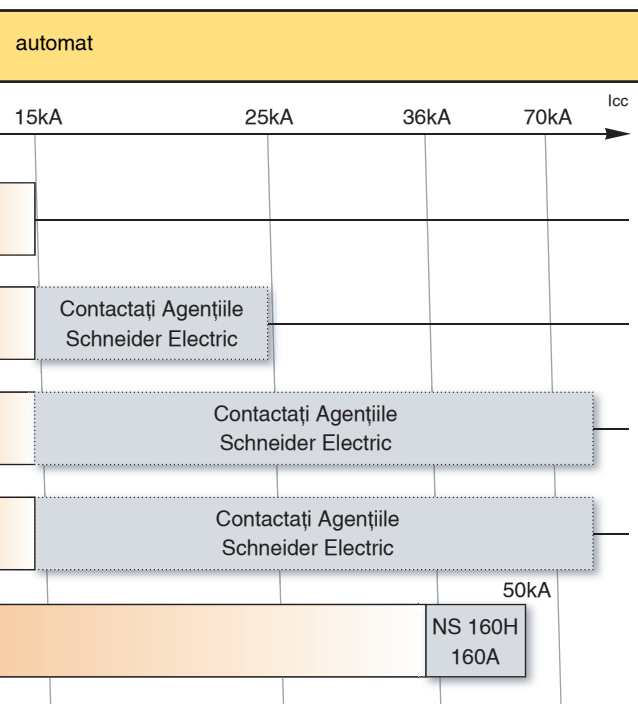 automat
Icc
15kA 25kA 36kA 70kA
Contactați Agențiile
Schneider Electric
Contactați Agențiile
Schneider Electric
Contactați Agențiile
Schneider Electric
50kA
NS 160H
160A